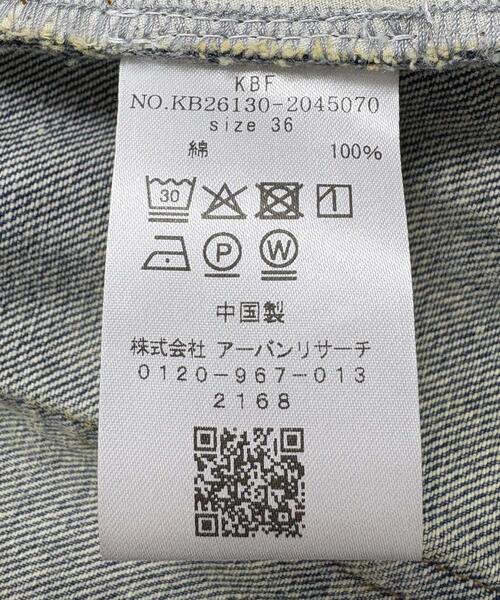 KBF
NO.KB26130-2045070
size 36
綿 100%
30
P W
中国製
株式会社 アーバンリサーチ
0120-967-013
2168